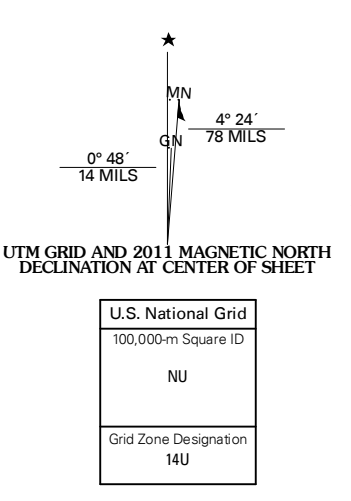 ★
MN
GN
4° 24´
78 MILS
0° 48´
14 MILS
UTM GRID AND 2011 MAGNETIC NORTH
DECLINATION AT CENTER OF SHEET
U.S. National Grid
100,000-m Square ID
NU
Grid Zone Designation
14U